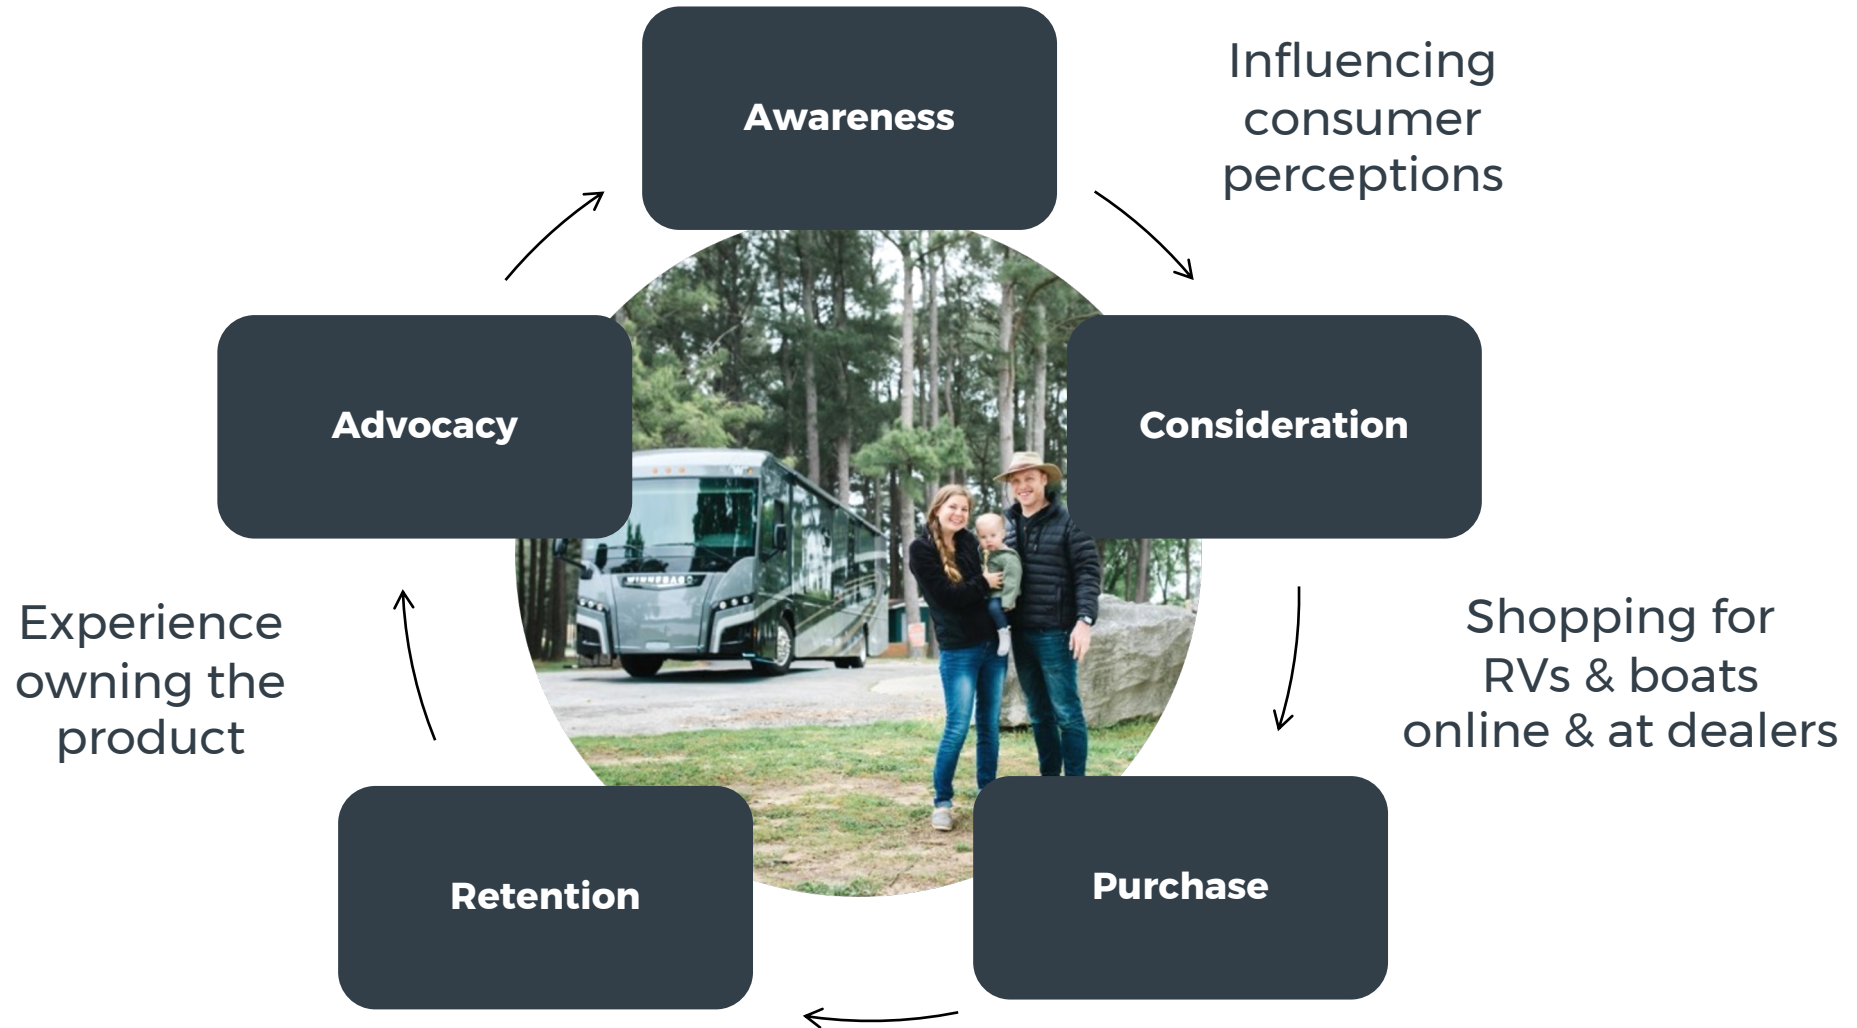 Awareness
Influencing
consumer
perceptions
Advocacy
Consideration
WINNEBAGO
Experience
owning the
product
Shopping for
RVs & boats
online & at dealers
Retention
Purchase